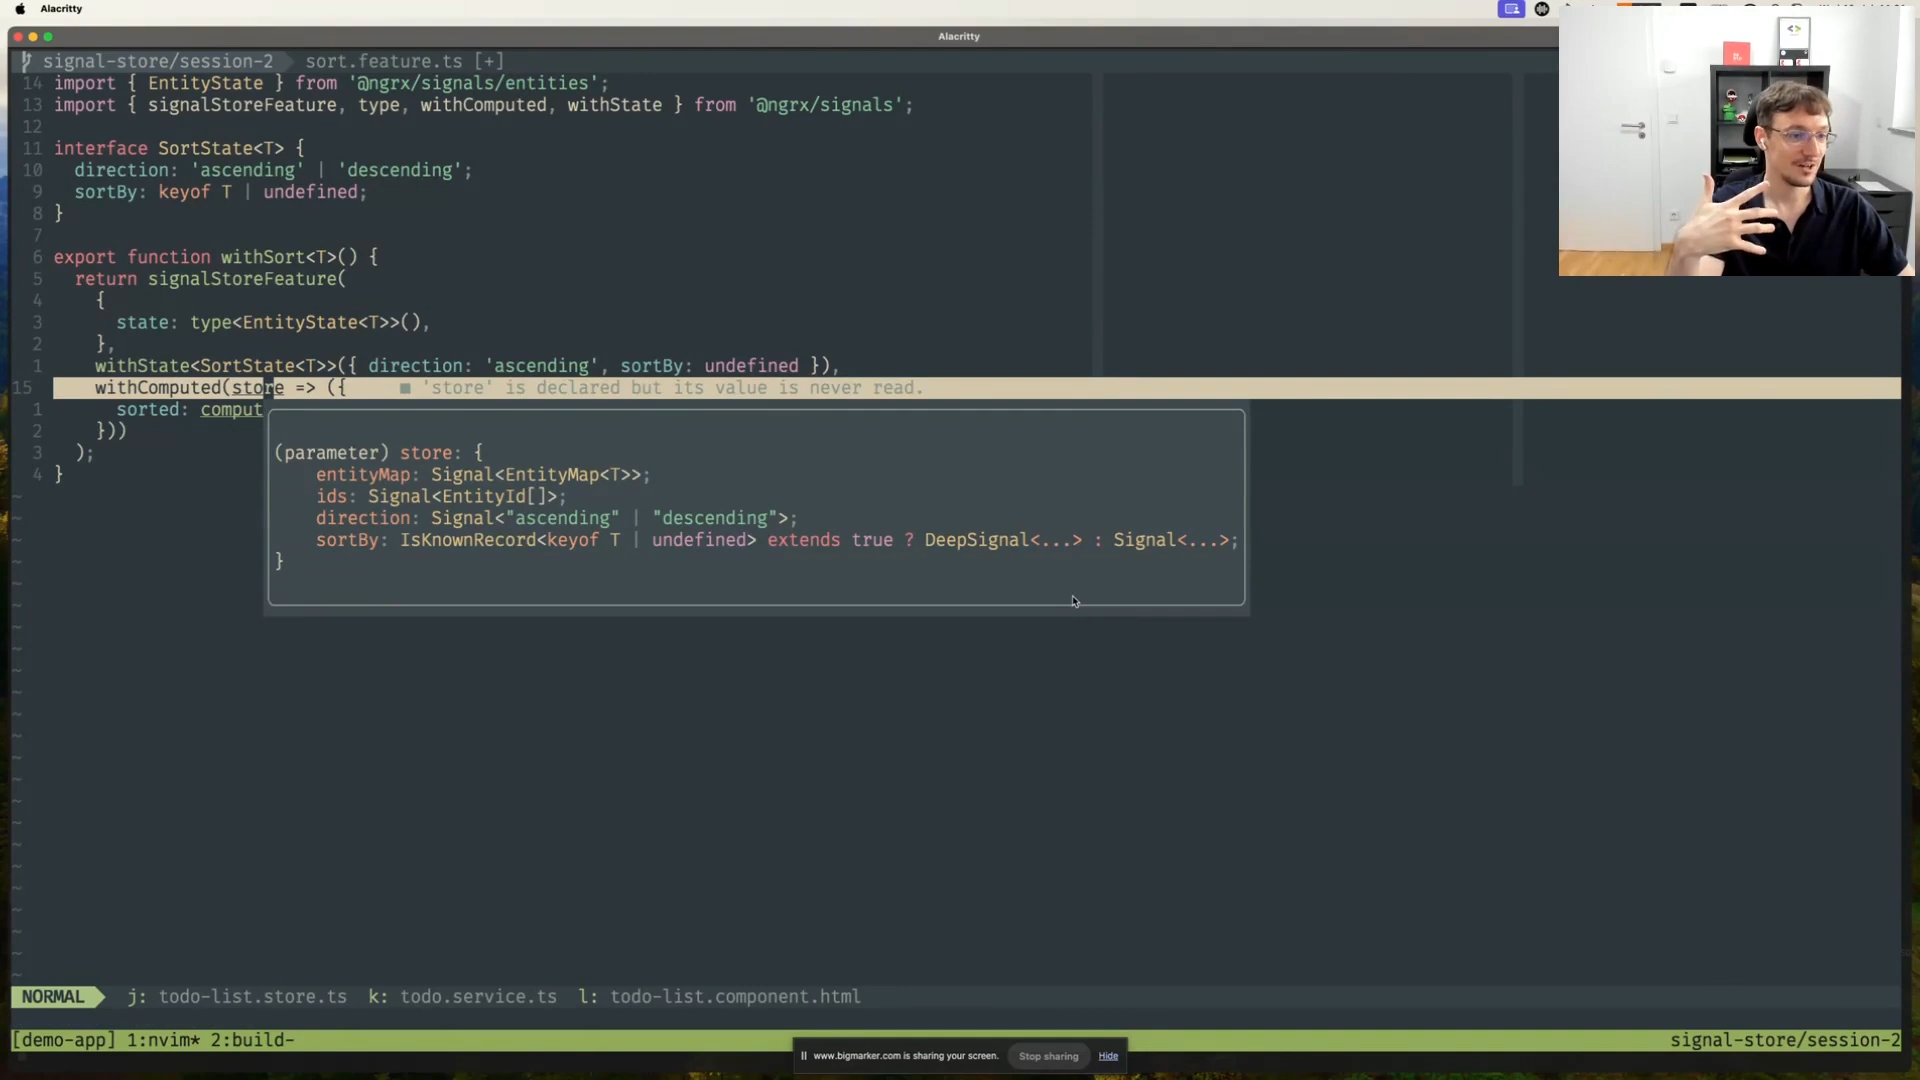 Alacritty
Alacritty
signal-store/session-2 sort.feature.ts [+]
14 import { EntityState } from '@ngrx/signals/entities';
13 import { signalStoreFeature, type, withComputed, withState } from '@ngrx/signals';
12
11 interface SortState<T> {
10 direction: 'ascending' | 'descending';
9 sortBy: keyof T | undefined;
8 }
7
6 export function withSort<T>() {
5 return signalStoreFeature(
4 {
3 state: type<EntityState<T>>(),
2 },
1 withState<SortState<T>>({ direction: 'ascending', sortBy: undefined }),
15 withComputed(store => ({ ■ 'store' is declared but its value is never read.
1 sorted: comput
2 }))
3 );
4 }
(parameter) store: {
entityMap: Signal<EntityMap<T>>;
ids: Signal<EntityId[]>;
direction: Signal<"ascending" | "descending">;
sortBy: IsKnownRecord<keyof T | undefined> extends true ? DeepSignal<...> : Signal<...>;
}
NORMAL j: todo-list.store.ts k: todo.service.ts l: todo-list.component.html
[demo-app] 1:nvim* 2:build- signal-store/session-2
www.bigmarker.com is sharing your screen. Stop sharing Hide